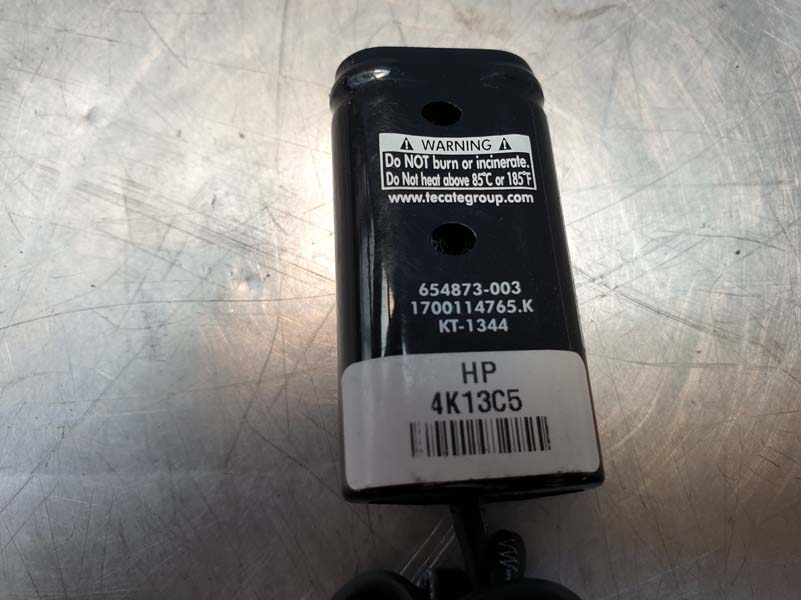 WARNING
Do NOT burn or incinerate.
Do Not heat above 85°C or 185°F
www.tecategroup.com
654873-003
1700114765.K
KT-1344
HP
4K13C5